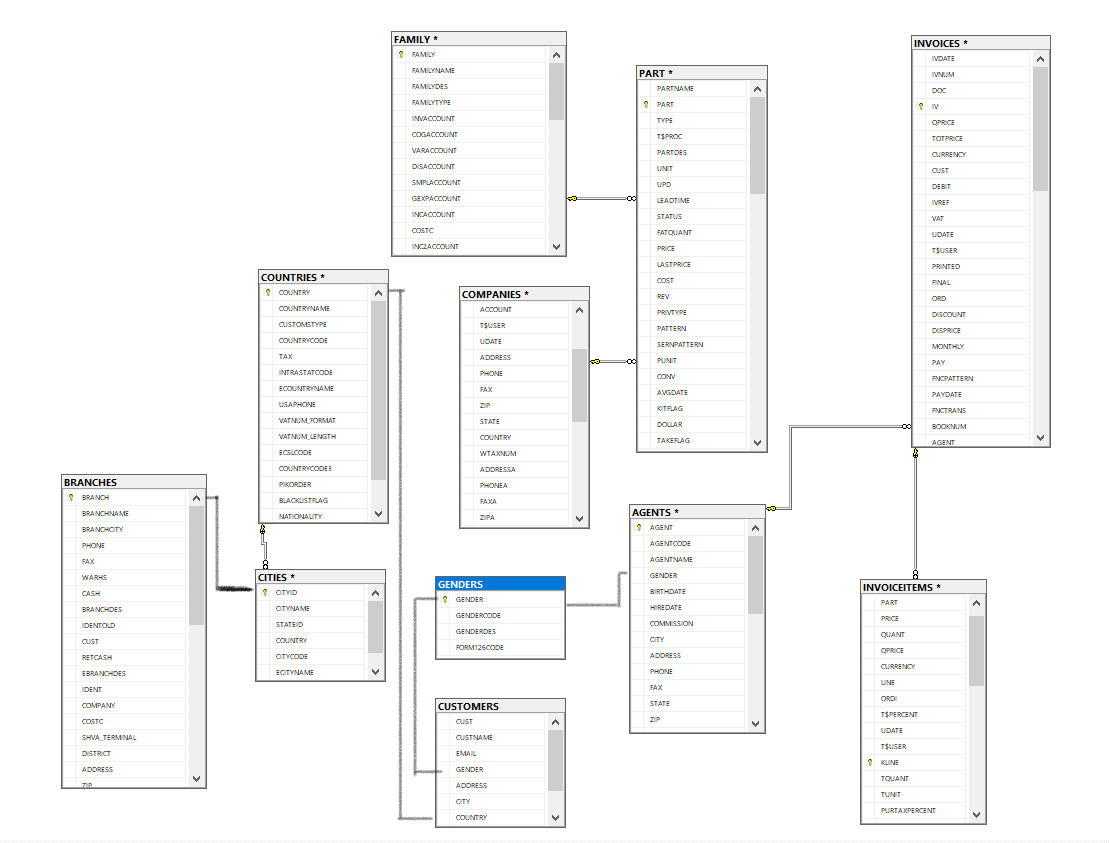 FAMILY *
FAMILY
FAMILYNAME
FAMILYDES
FAMILYTYPE
INVACCOUNT
COGACCOUNT
VARACCOUNT
DISACCOUNT
SMPLACCOUNT
GEXPACCOUNT
INCACCOUNT
COSTC
INC2ACCOUNT
PART *
PARTNAME
PART
TYPE
T$PROC
PARTDES
UNIT
UPD
LEADTIME
STATUS
FATQUANT
PRICE
LASTPRICE
COST
REV
PRIVTYPE
PATTERN
SERNPATTERN
PUNIT
CONV
AVGDATE
KITFLAG
DOLLAR
TAKEFLAG
INVOICES *
IVDATE
IVNUM
DOC
IV
QPRICE
TOTPRICE
CURRENCY
CUST
DEBIT
IVREF
VAT
UDATE
T$USER
PRINTED
FINAL
ORD
DISCOUNT
DISPRICE
MONTHLY
PAY
FNCPATTERN
PAYDATE
FNCTRANS
BOOKNUM
AGENT
COUNTRIES *
COUNTRY
COUNTRYNAME
CUSTOMSTYPE
COUNTRYCODE
TAX
INTRASTATCODE
ECOUNTRYNAME
USAPHONE
VATNUM_FORMAT
VATNUM_LENGTH
ECSLCODE
COUNTRYCODE3
PIKORDER
BLACKLISTFLAG
NATIONALITY
COMPANIES *
ACCOUNT
T$USER
UDATE
ADDRESS
PHONE
FAX
ZIP
STATE
COUNTRY
WTAXNUM
ADDRESSA
PHONEA
FAXA
ZIPA
BRANCHES
BRANCH
BRANCHNAME
BRANCHCITY
PHONE
FAX
WARHS
CASH
BRANCHDES
IDENTOLD
CUST
RETCASH
EBRANCHDES
IDENT
COMPANY
COSTC
SHVA_TERMINAL
DISTRICT
ADDRESS
ZIP
CITIES *
CITYID
CITYNAME
STATEID
COUNTRY
CITYCODE
ECITYNAME
GENDERS
GENDER
GENDERCODE
GENDERDES
FORM126CODE
CUSTOMERS
CUST
CUSTNAME
EMAIL
GENDER
ADDRESS
CITY
COUNTRY
AGENTS *
AGENT
AGENTCODE
AGENTNAME
GENDER
BIRTHDATE
HIREDATE
COMMISSION
CITY
ADDRESS
PHONE
FAX
STATE
ZIP
INVOICEITEMS *
PART
PRICE
QUANT
QPRICE
CURRENCY
LINE
ORDI
T$PERCENT
UDATE
T$USER
KLINE
TQUANT
TUNIT
PURTAXPERCENT